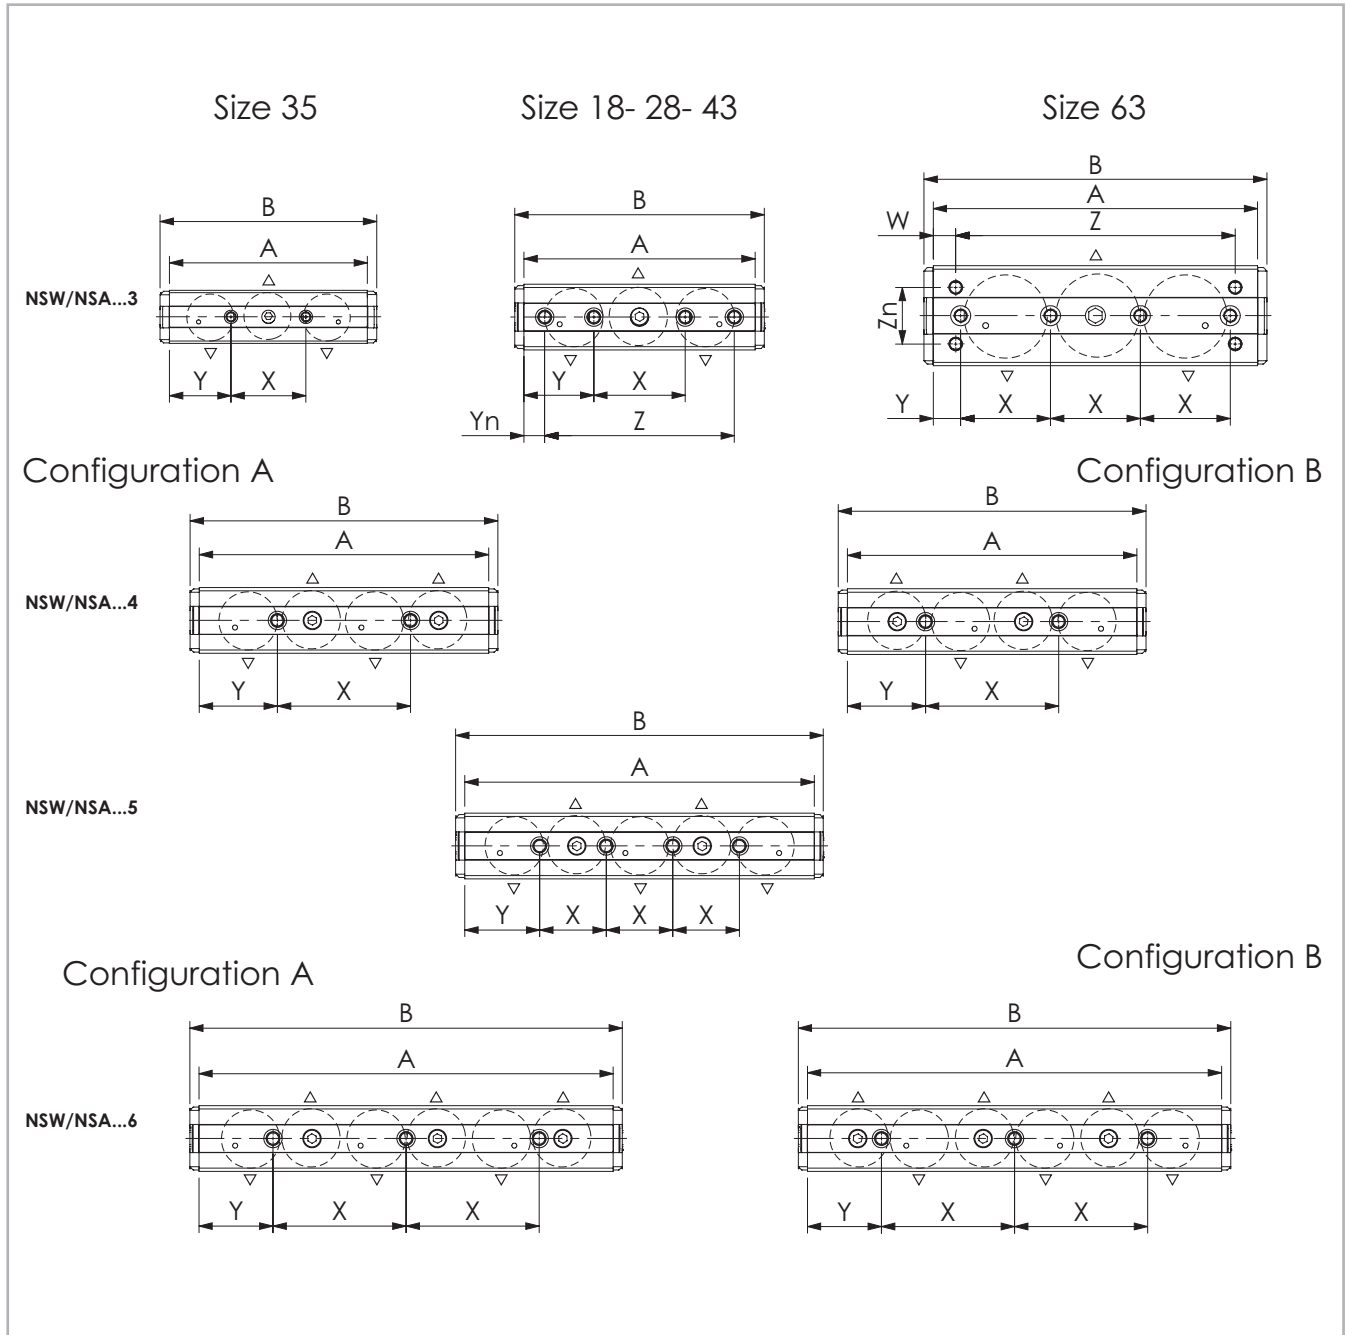 Size 35
Size 18- 28- 43
Size 63
B
A
B
A
B
A
W
Z
NSW/NSA...3
Zn
Y
X
Y
X
Yn
Z
Y
X
X
X
Configuration A
Configuration B
B
A
B
A
NSW/NSA...4
Y
X
Y
X
B
A
NSW/NSA...5
Y
X
X
X
Configuration A
Configuration B
B
A
B
A
NSW/NSA...6
Y
X
X
Y
X
X